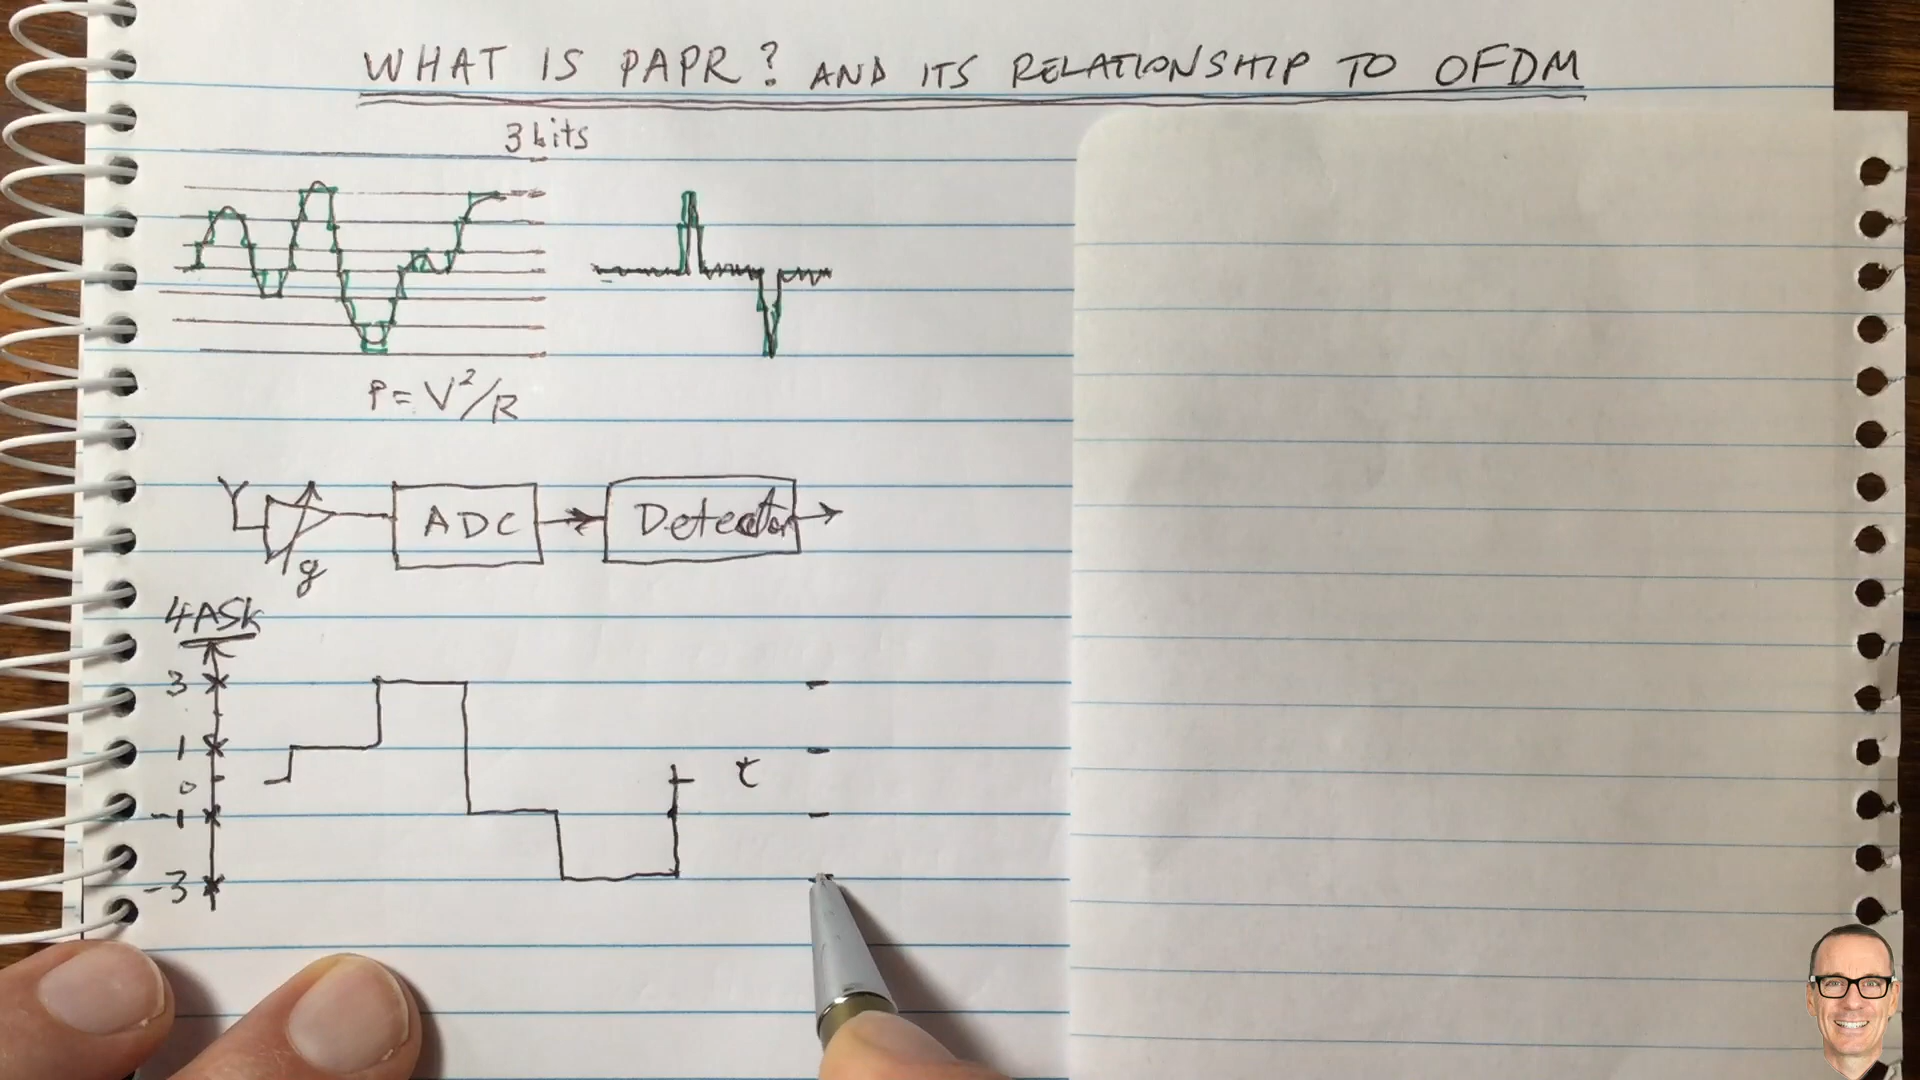 WHAT IS PAPR? AND ITS RELATIONSHIP TO OFDM
3 bits
P = V²/R
ADC
Detector
g
4ASK
3
1
0
-1
-3
t